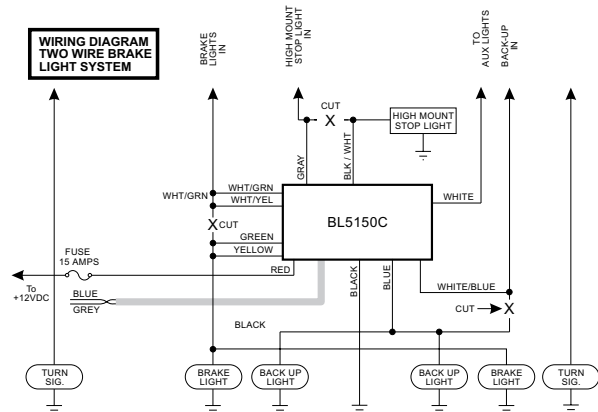 WIRING DIAGRAM
TWO WIRE BRAKE
LIGHT SYSTEM
BRAKE
LIGHTS
IN
HIGH MOUNT
STOP LIGHT
IN
TO
AUX LIGHTS
BACK-UP
IN
CUT
X
HIGH MOUNT
STOP LIGHT
GRAY
BLK / WHT
WHT/GRN
WHT/GRN
WHT/YEL
X CUT
GREEN
YELLOW
BL5150C
WHITE
FUSE
15 AMPS
RED
To
+12VDC
BLUE
GREY
BLACK
BLUE
WHITE/BLUE
CUT
X
BLACK
TURN
SIG.
BRAKE
LIGHT
BACK UP
LIGHT
BACK UP
LIGHT
BRAKE
LIGHT
TURN
SIG.